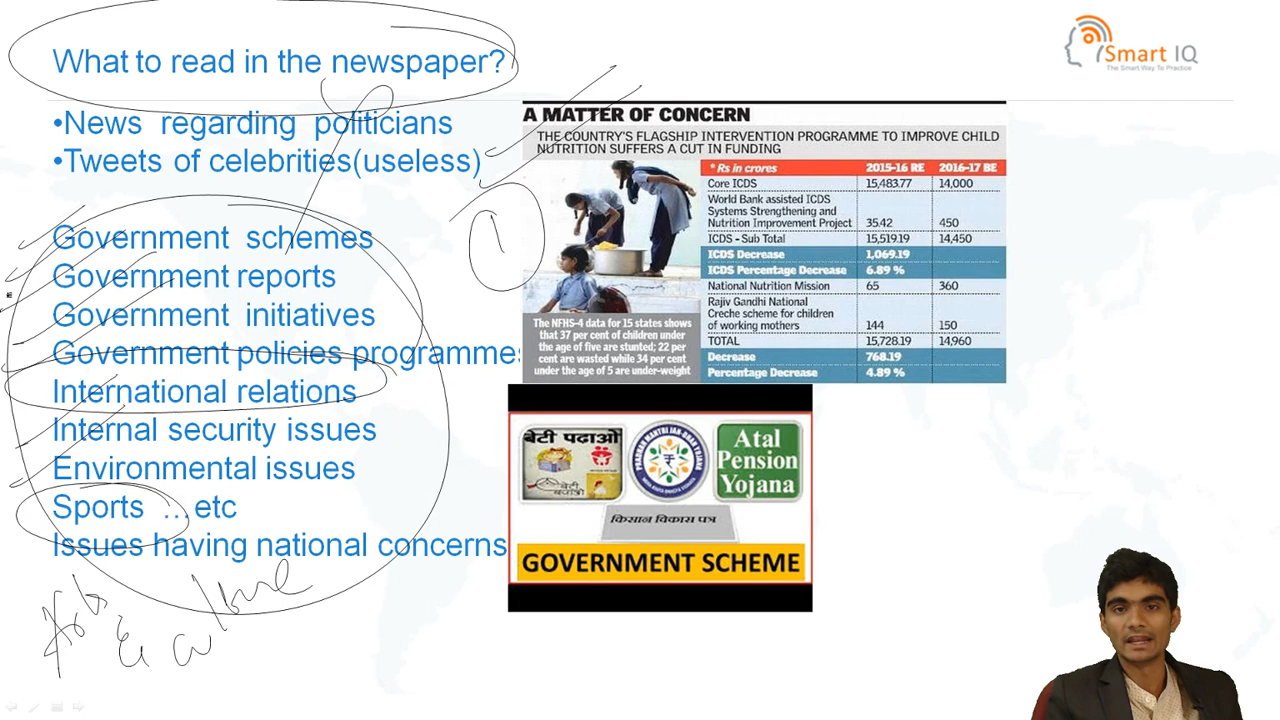 What to read in the newspaper?
Smart IQ
The Smart Way To Practice
•News regarding politicians
•Tweets of celebrities(useless)
Government schemes
Government reports
Government initiatives
Government policies programmes
International relations
Internal security issues
Environmental issues
Sports ...etc
Issues having national concerns
Arts
& culture
1
A MATTER OF CONCERN
THE COUNTRY'S FLAGSHIP INTERVENTION PROGRAMME TO IMPROVE CHILD
NUTRITION SUFFERS A CUT IN FUNDING
* Rs in crores 2015-16 RE 2016-17 BE
Core ICDS 15,483.77 14,000
World Bank assisted ICDS
Systems Strengthening and
Nutrition Improvement Project 35.42 450
ICDS - Sub Total 15,519.19 14,450
ICDS Decrease 1,069.19
ICDS Percentage Decrease 6.89 %
National Nutrition Mission 65 360
Rajiv Gandhi National
Creche scheme for children
of working mothers 144 150
TOTAL 15,728.19 14,960
Decrease 768.19
Percentage Decrease 4.89 %
The NFHS-4 data for 15 states shows
that 37 per cent of children under
the age of five are stunted; 22 per
cent are wasted while 34 per cent
under the age of 5 are under-weight
बेटी पढाओ
बेटी
PRADHAN MANTRI JAN-DHAN YOJANA
₹
Atal
Pension
Yojana
किसान विकास पत्र
GOVERNMENT SCHEME